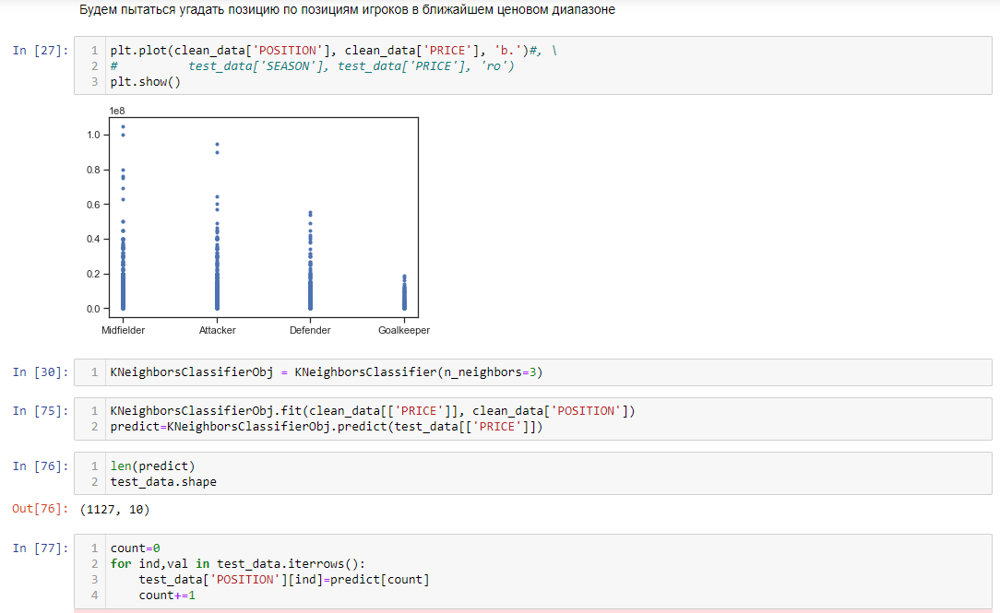 Будем пытаться угадать позицию по позициям игроков в ближайшем ценовом диапазоне
In [27]:
1 plt.plot(clean_data['POSITION'], clean_data['PRICE'], 'b.')#, \
2 #          test_data['SEASON'], test_data['PRICE'], 'ro')
3 plt.show()
1e8
1.0
0.8
0.6
0.4
0.2
0.0
Midfielder Attacker Defender Goalkeeper
In [30]:
1 KNeighborsClassifierObj = KNeighborsClassifier(n_neighbors=3)
In [75]:
1 KNeighborsClassifierObj.fit(clean_data[['PRICE']], clean_data['POSITION'])
2 predict=KNeighborsClassifierObj.predict(test_data[['PRICE']])
In [76]:
1 len(predict)
2 test_data.shape
Out[76]: (1127, 10)
In [77]:
1 count=0
2 for ind,val in test_data.iterrows():
3     test_data['POSITION'][ind]=predict[count]
4     count+=1